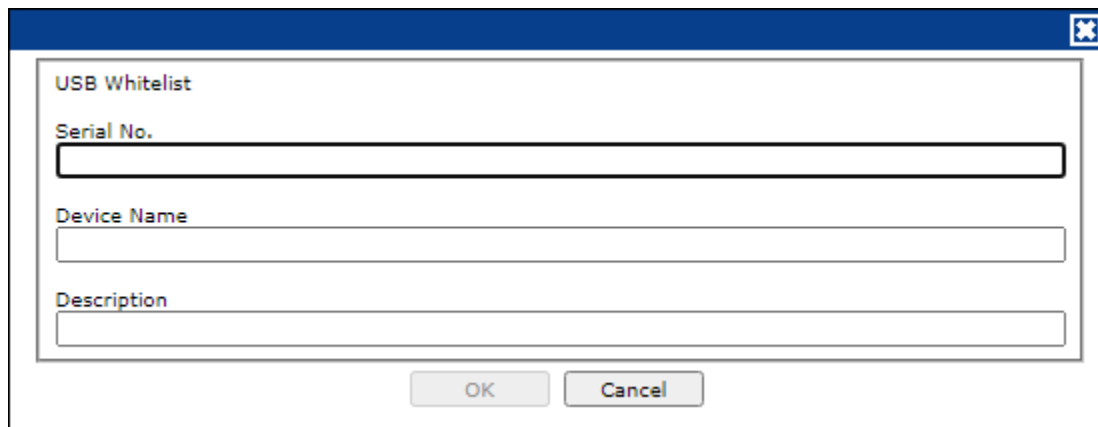 USB Whitelist
Serial No.
Device Name
Description
OK Cancel